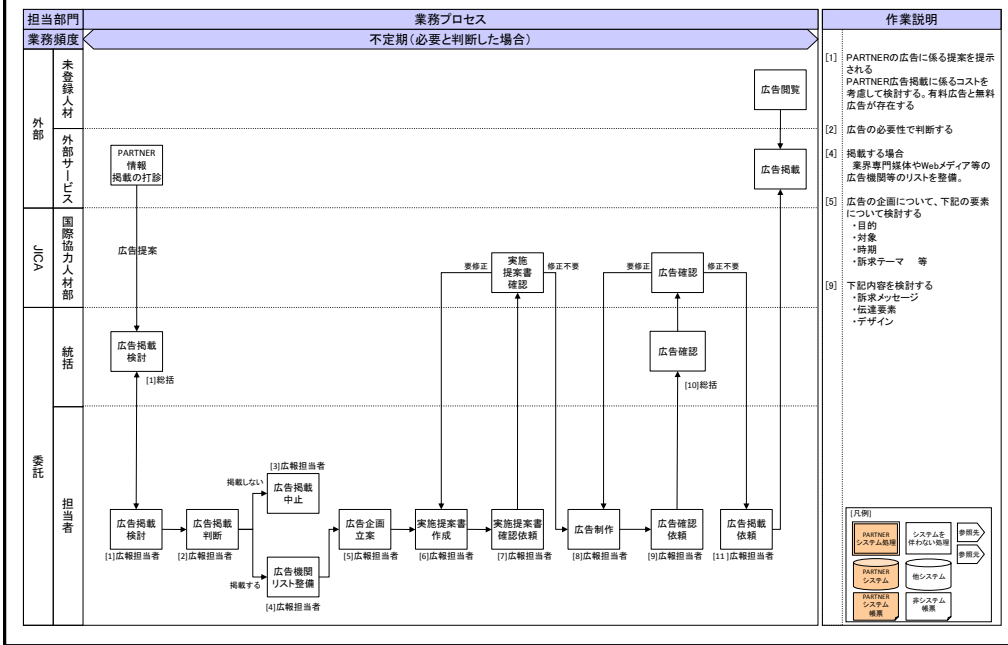 担当部門
業務プロセス
作業説明
業務頻度
不定期（必要と判断した場合）
外部
未登録人材
広告閲覧
外部サービス
PARTNER
情報
掲載の打診
広告掲載
JICA
国際協力人材部
広告提案
要修正
実施
提案書
確認
修正不要
要修正
広告確認
修正不要
委託
統括
広告掲載
検討
[1]総括
広告確認
[10]総括
担当者
広告掲載
検討
[1]広報担当者
広告掲載
判断
[2]広報担当者
掲載しない
[3]広報担当者
広告掲載
中止
掲載する
広告機関
リスト整備
[4]広報担当者
広告企画
立案
[5]広報担当者
実施提案書
作成
[6]広報担当者
実施提案書
確認依頼
[7]広報担当者
広告制作
[8]広報担当者
広告確認
依頼
[9]広報担当者
広告掲載
依頼
[11]広報担当者
[1] PARTNERの広告に係る提案を提示
される
PARTNER広告掲載に係るコストを
考慮して検討する。有料広告と無料
広告が存在する
[2] 広告の必要性で判断する
[4] 掲載する場合
業界専門媒体やWebメディア等の
広告機関等のリストを整備。
[5] 広告の企画について、下記の要素
について検討する
・目的
・対象
・時期
・訴求テーマ 等
[9] 下記内容を検討する
・訴求メッセージ
・伝達要素
・デザイン
[凡例]
PARTNER
システム処理
システムを
伴わない処理
参照先
参照元
PARTNER
システム
他システム
PARTNER
システム
帳票
非システム
帳票